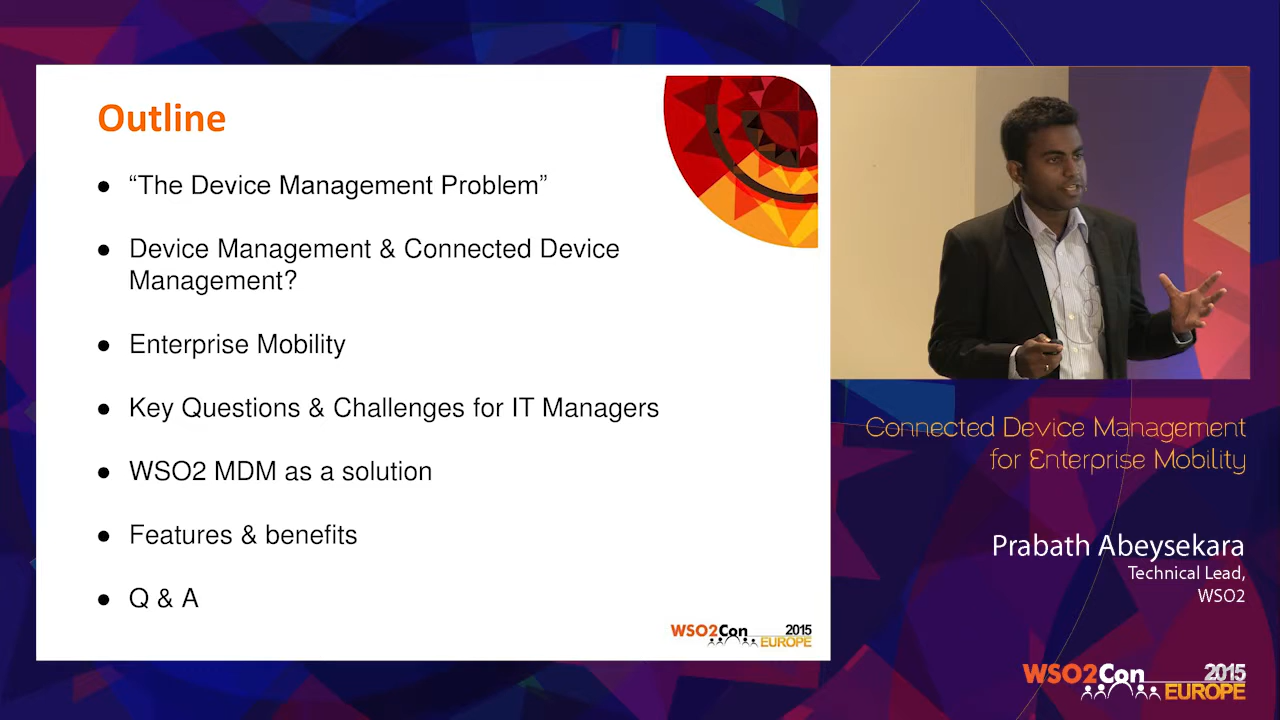 Outline
● “The Device Management Problem”
● Device Management & Connected Device
Management?
● Enterprise Mobility
● Key Questions & Challenges for IT Managers
● WSO2 MDM as a solution
● Features & benefits
● Q & A
WSO2Con 2015
EUROPE
Connected Device Management
for Enterprise Mobility
Prabath Abeysekara
Technical Lead,
WSO2
WSO2Con 2015
EUROPE